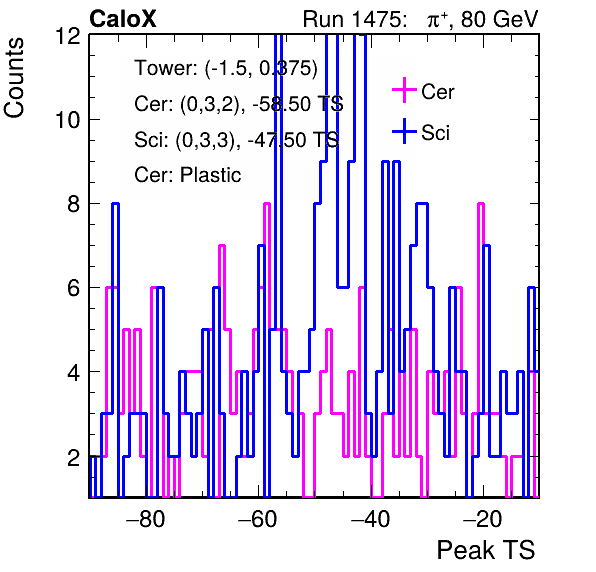 CaloX Run 1475: π⁺, 80 GeV
Counts
12
10
8
6
4
2
Tower: (-1.5, 0.375)
Cer: (0,3,2), -58.50 TS
Sci: (0,3,3), -47.50 TS
Cer: Plastic
Cer
Sci
−80 −60 −40 −20
Peak TS